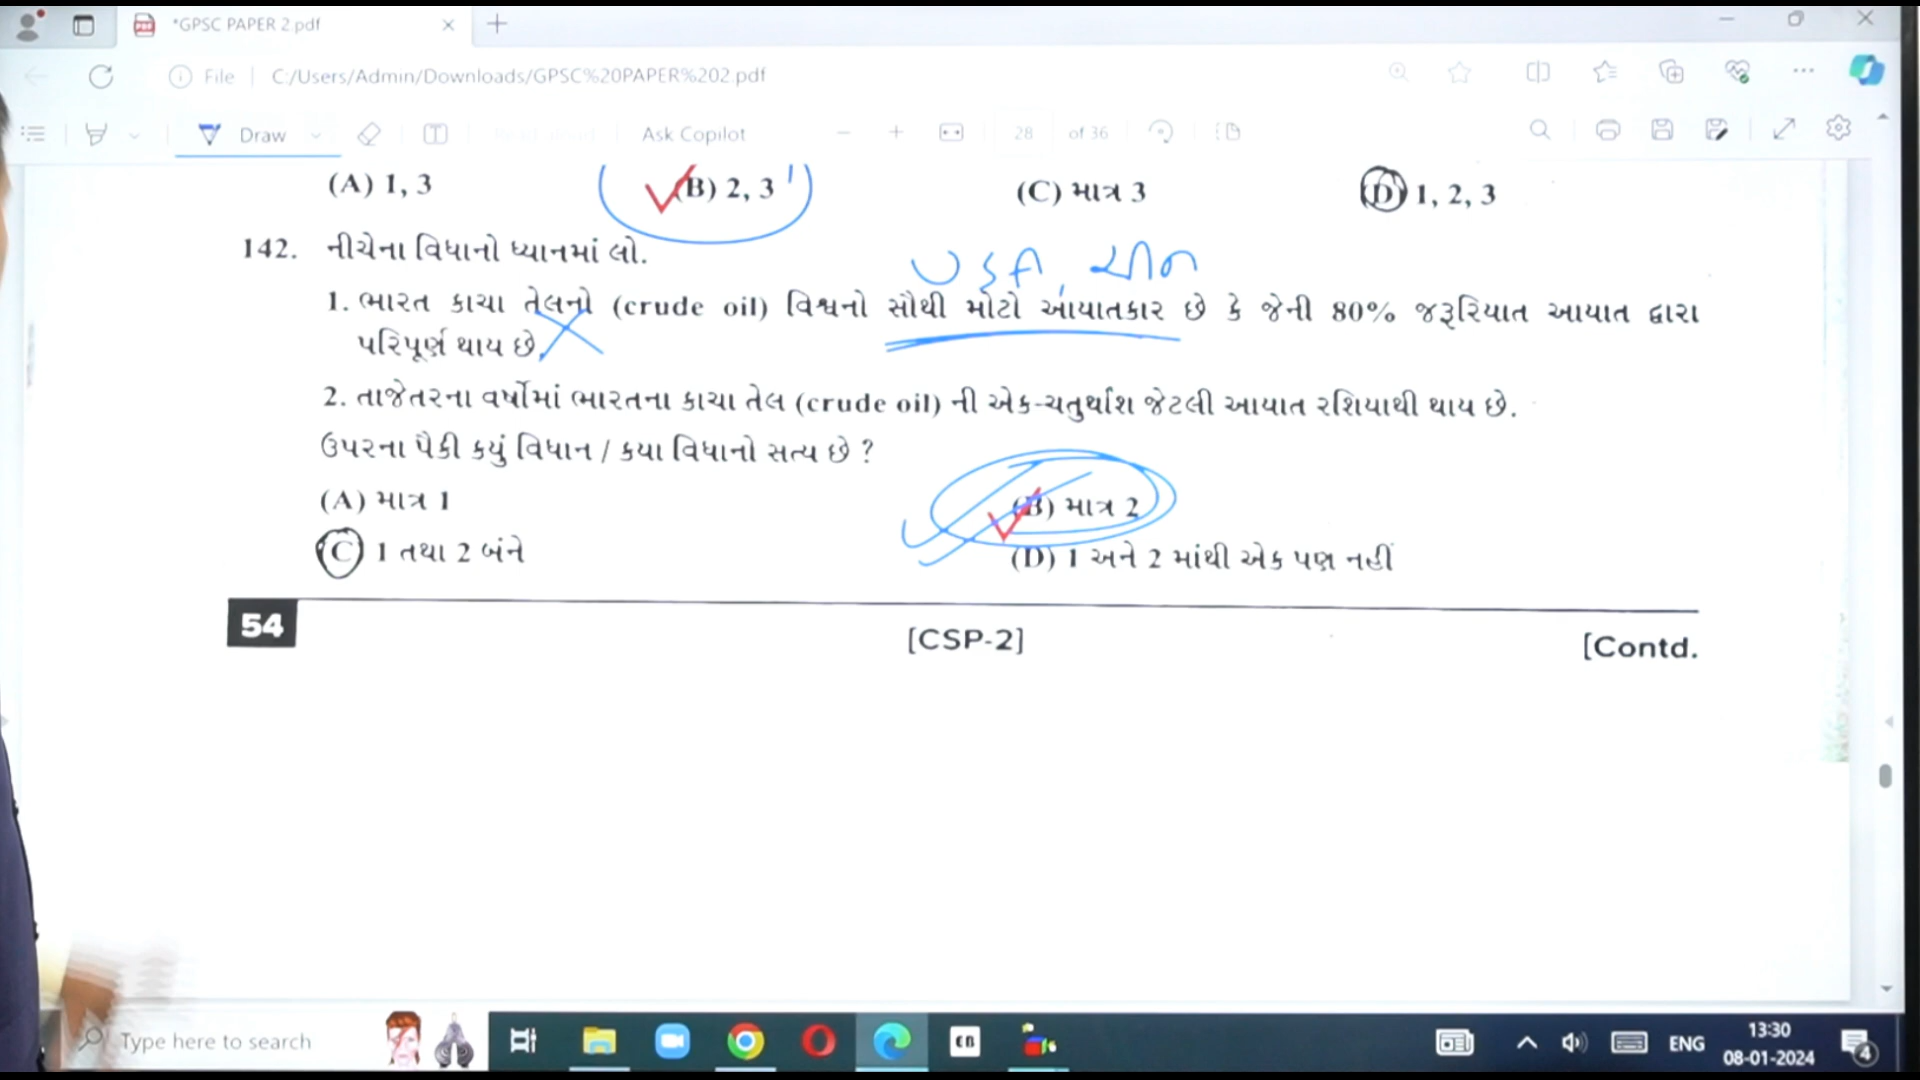 *GPSC PAPER 2.pdf
File C:/Users/Admin/Downloads/GPSC%20PAPER%202.pdf
Draw Ask Copilot 28 of 36
(A) 1, 3 (B) 2, 3 (C) માત્ર 3 (D) 1, 2, 3
142. નીચેના વિધાનો ધ્યાનમાં લો.
1. ભારત કાચા તેલનો (crude oil) વિશ્વનો સૌથી મોટો આયાતકાર છે કે જેની 80% જરૂરિયાત આયાત દ્વારા
પરિપૂર્ણ થાય છે.
2. તાજેતરના વર્ષોમાં ભારતના કાચા તેલ (crude oil) ની એક-ચતુર્થાંશ જેટલી આયાત રશિયાથી થાય છે.
ઉપરના પૈકી કયું વિધાન / કયા વિધાનો સત્ય છે ?
(A) માત્ર 1 (B) માત્ર 2
(C) 1 તથા 2 બંને (D) 1 અને 2 માંથી એક પણ નહીં
54 [CSP-2] [Contd.
Type here to search ENG 13:30
08-01-2024
4